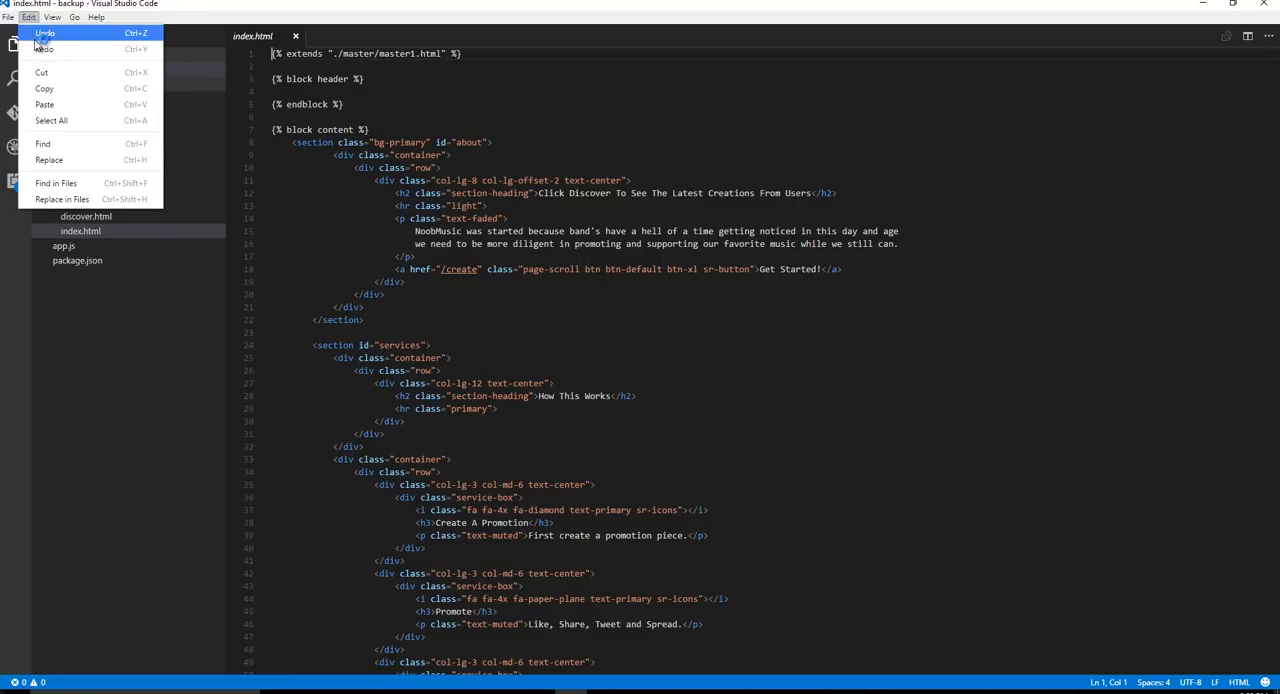 index.html - backup - Visual Studio Code
File Edit View Go Help
Undo Ctrl+Z
Redo Ctrl+Y
Cut Ctrl+X
Copy Ctrl+C
Paste Ctrl+V
Select All Ctrl+A
Find Ctrl+F
Replace Ctrl+H
Find in Files Ctrl+Shift+F
Replace in Files Ctrl+Shift+H
discover.html
index.html
app.js
package.json
index.html
1 {% extends "./master/master1.html" %}
2
3 {% block header %}
4
5 {% endblock %}
6
7 {% block content %}
8 <section class="bg-primary" id="about">
9 <div class="container">
10 <div class="row">
11 <div class="col-lg-8 col-lg-offset-2 text-center">
12 <h2 class="section-heading">Click Discover To See The Latest Creations From Users</h2>
13 <hr class="light">
14 <p class="text-faded">
15 NoobMusic was started because band's have a hell of a time getting noticed in this day and age
16 we need to be more diligent in promoting and supporting our favorite music while we still can.
17 </p>
18 <a href="/create" class="page-scroll btn btn-default btn-xl sr-button">Get Started!</a>
19 </div>
20 </div>
21 </div>
22 </section>
23
24 <section id="services">
25 <div class="container">
26 <div class="row">
27 <div class="col-lg-12 text-center">
28 <h2 class="section-heading">How This Works</h2>
29 <hr class="primary">
30 </div>
31 </div>
32 </div>
33 <div class="container">
34 <div class="row">
35 <div class="col-lg-3 col-md-6 text-center">
36 <div class="service-box">
37 <i class="fa fa-4x fa-diamond text-primary sr-icons"></i>
38 <h3>Create A Promotion</h3>
39 <p class="text-muted">First create a promotion piece.</p>
40 </div>
41 </div>
42 <div class="col-lg-3 col-md-6 text-center">
43 <div class="service-box">
44 <i class="fa fa-4x fa-paper-plane text-primary sr-icons"></i>
45 <h3>Promote</h3>
46 <p class="text-muted">Like, Share, Tweet and Spread.</p>
47 </div>
48 </div>
49 <div class="col-lg-3 col-md-6 text-center">
0 0 Ln 1, Col 1 Spaces: 4 UTF-8 LF HTML